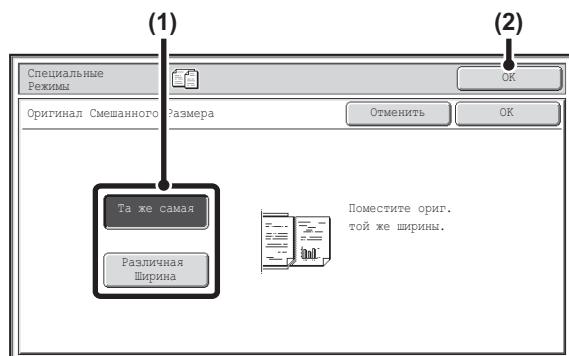 (1)
(2)
Специальные
Режимы
OK
Оригинал Смешанного Размера
Отменить
OK
Та же самая
Различная
Ширина
Поместите ориг.
той же ширины.